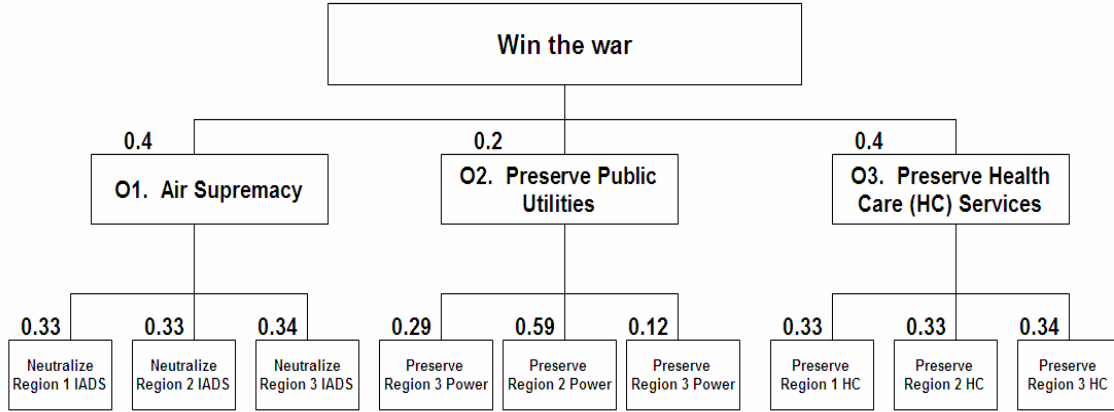 Win the war
0.4
0.2
0.4
O1. Air Supremacy
O2. Preserve Public
Utilities
O3. Preserve Health
Care (HC) Services
0.33
0.33
0.34
0.29
0.59
0.12
0.33
0.33
0.34
Neutralize
Region 1 IADS
Neutralize
Region 2 IADS
Neutralize
Region 3 IADS
Preserve
Region 3 Power
Preserve
Region 2 Power
Preserve
Region 3 Power
Preserve
Region 1 HC
Preserve
Region 2 HC
Preserve
Region 3 HC